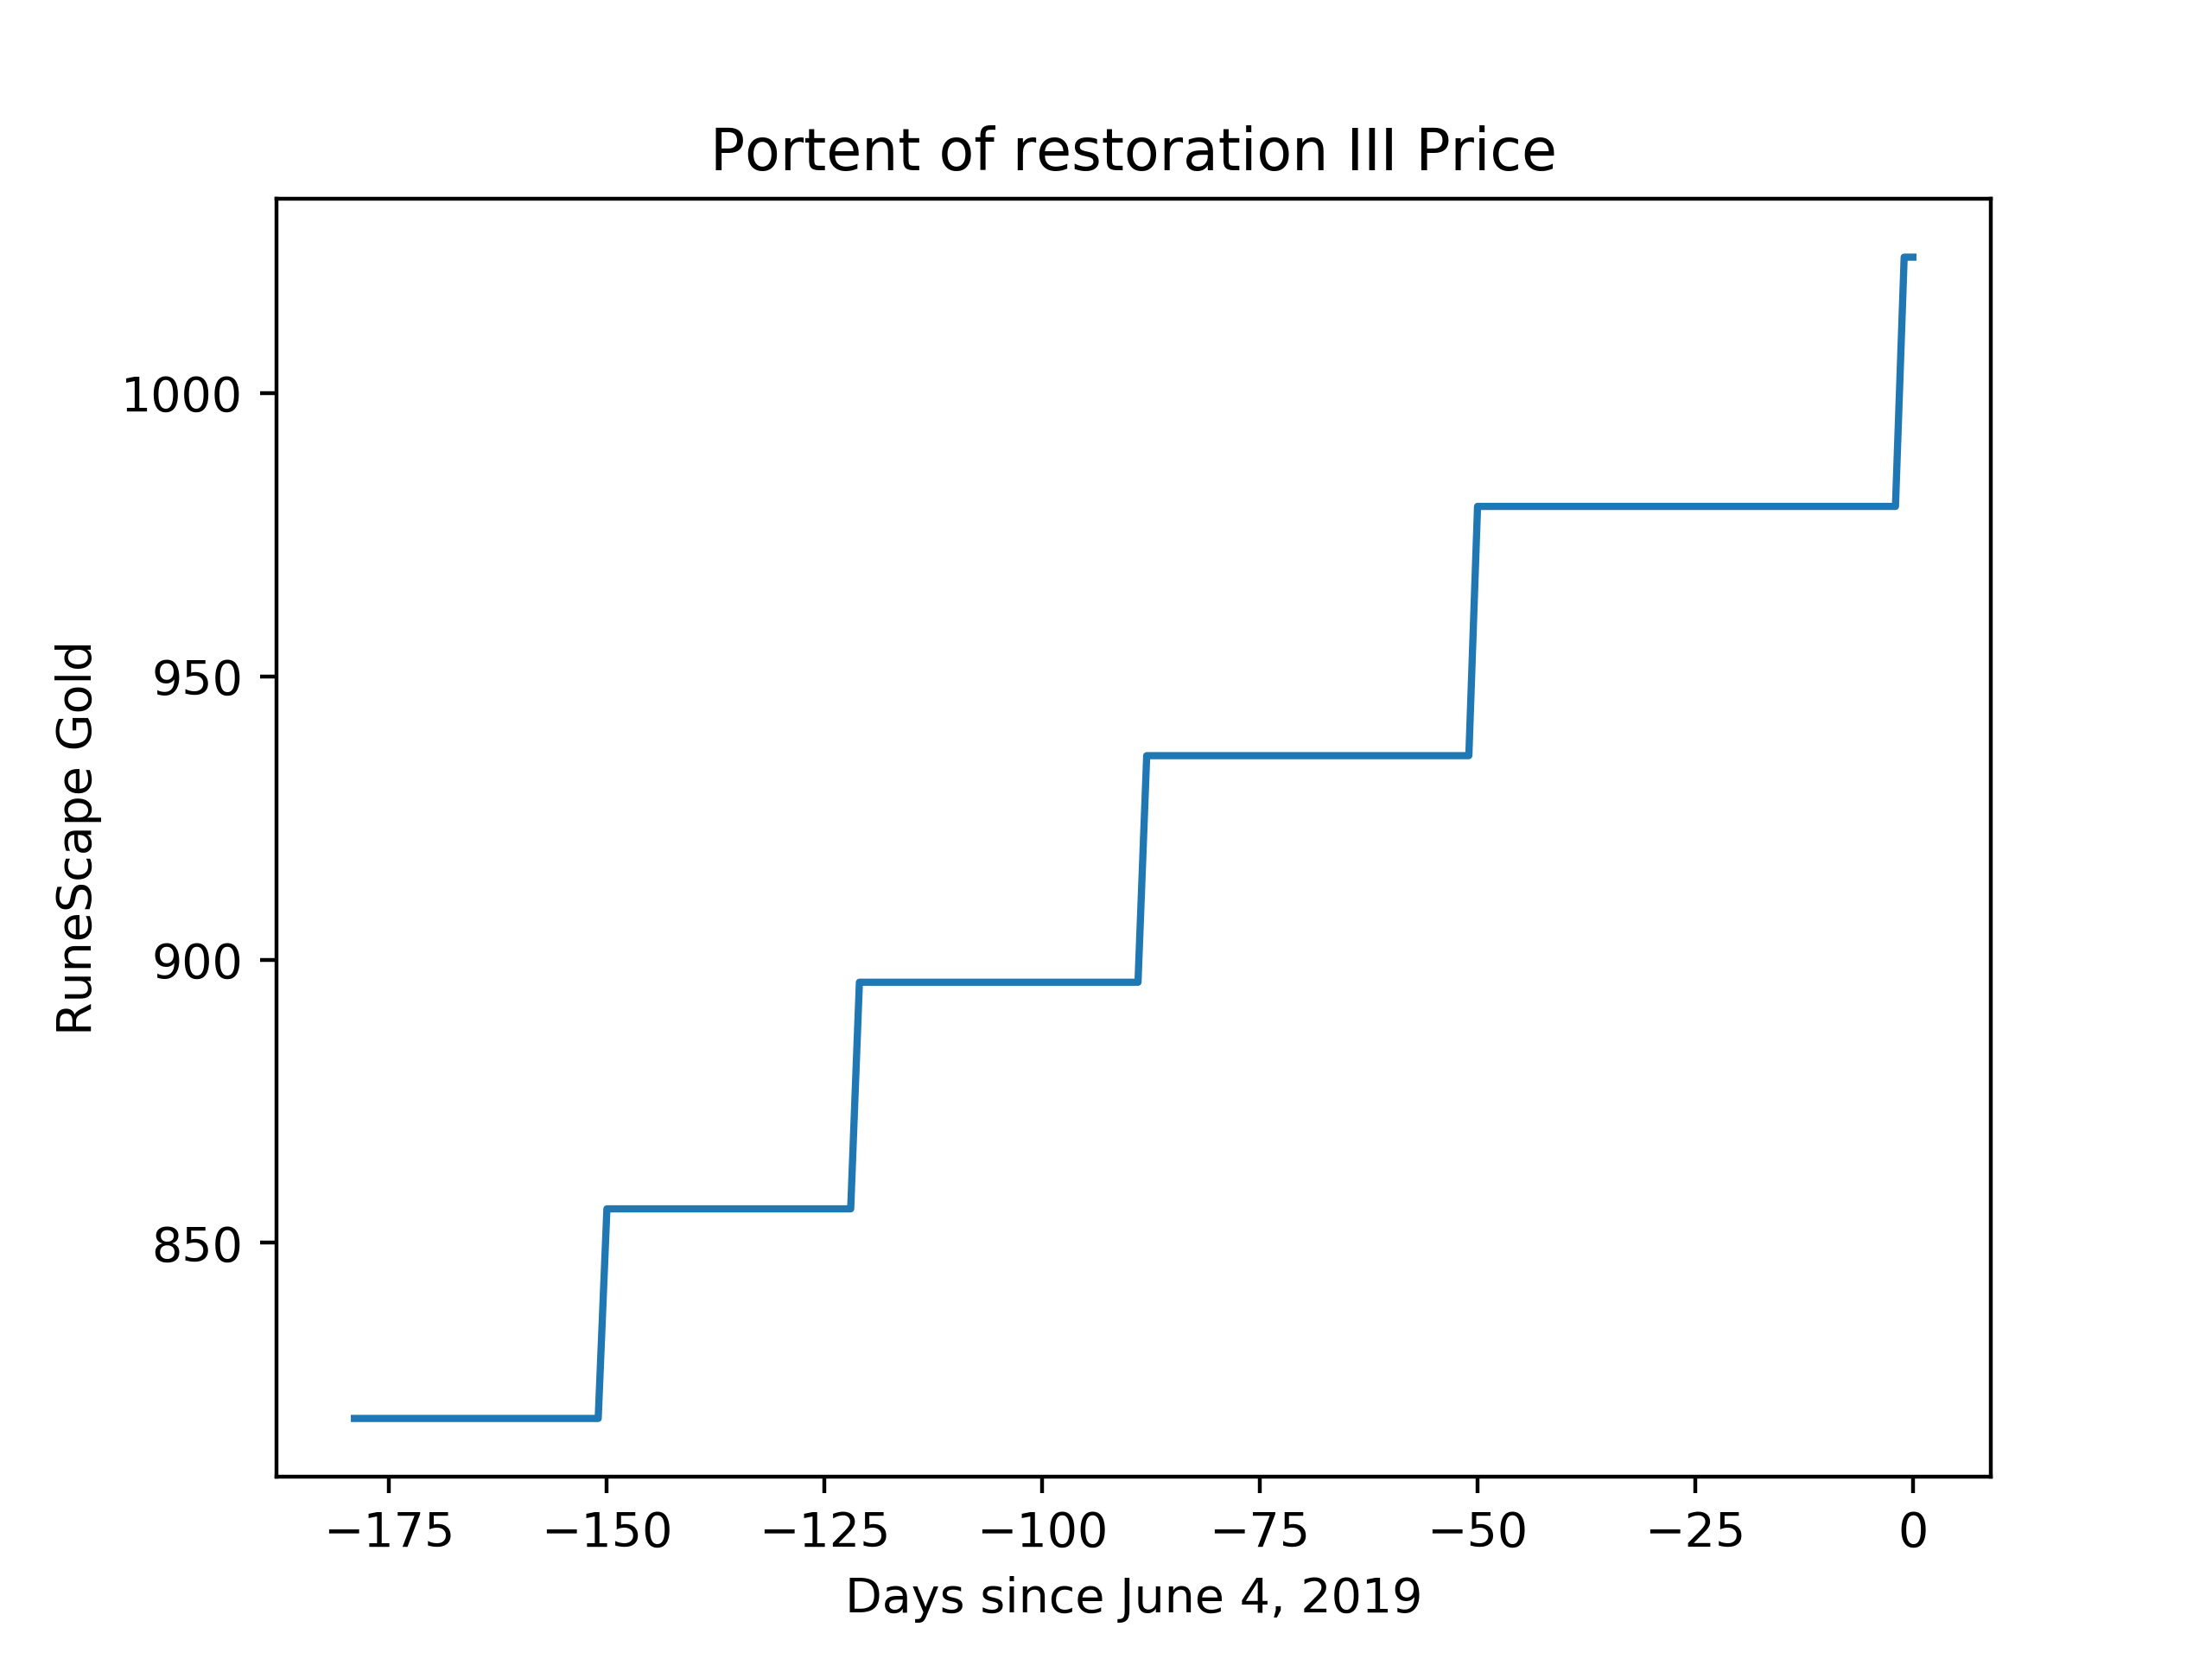 Portent of restoration III Price
RuneScape Gold
1000
950
900
850
−175 −150 −125 −100 −75 −50 −25 0
Days since June 4, 2019